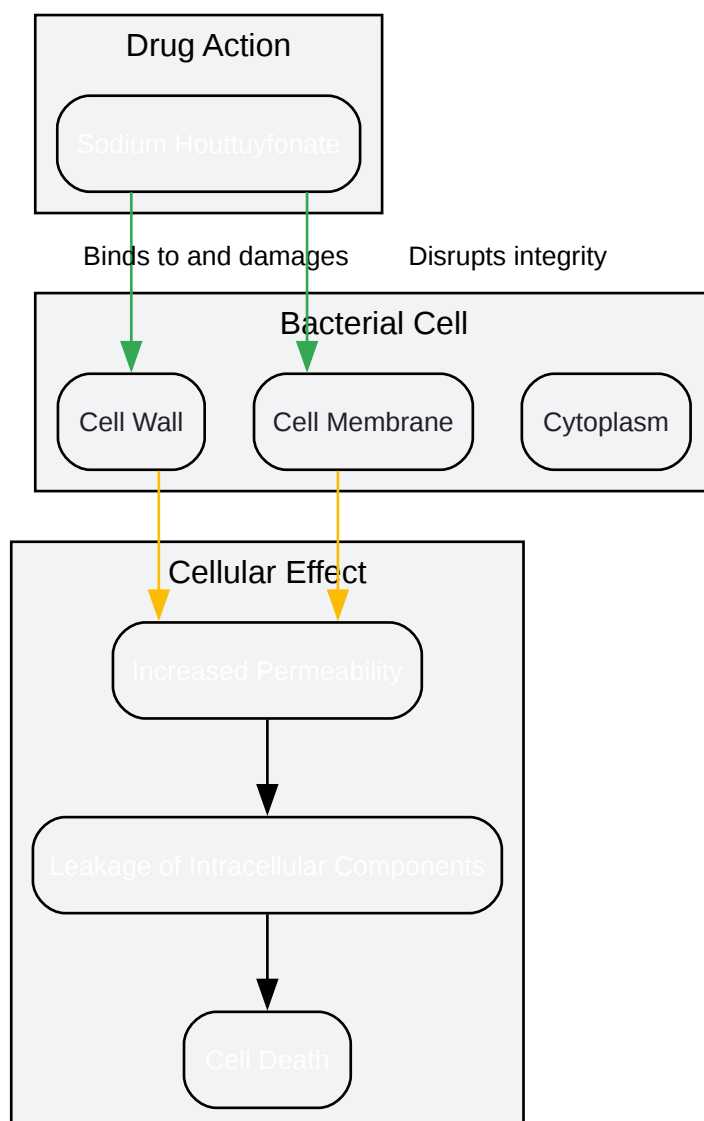 Drug Action
Sodium Houttuyfonate
Binds to and damages
Disrupts integrity
Bacterial Cell
Cell Wall
Cell Membrane
Cytoplasm
Cellular Effect
Increased Permeability
Leakage of Intracellular Components
Cell Death